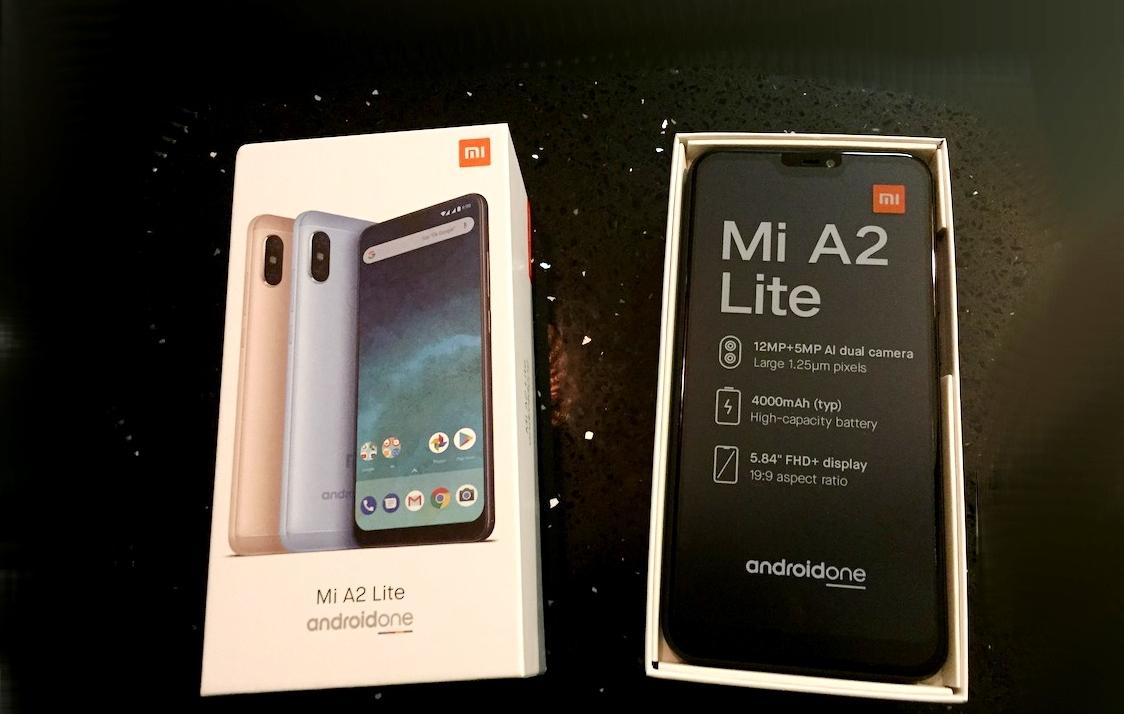 mi
Mi A2 Lite
androidone
mi
Mi A2
Lite
12MP+5MP AI dual camera
Large 1.25μm pixels
4000mAh (typ)
High-capacity battery
5.84" FHD+ display
19:9 aspect ratio
androidone